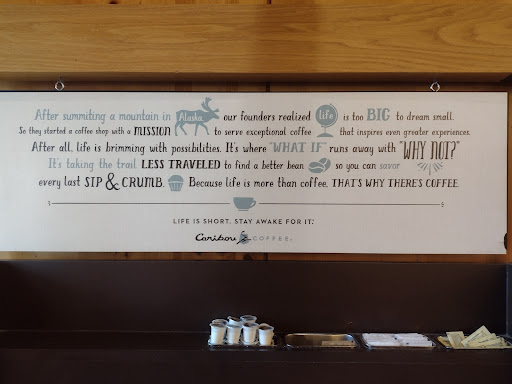 After summiting a mountain in Alaska our founders realized life is too BIG to dream small.
So they started a coffee shop with a MISSION to serve exceptional coffee that inspires even greater experiences.
After all, life is brimming with possibilities. It's where "WHAT IF" runs away with "WHY NOT?"
It's taking the trail LESS TRAVELED to find a better bean so you can savor
every last SIP & CRUMB. Because life is more than coffee. THAT'S WHY THERE'S COFFEE
LIFE IS SHORT. STAY AWAKE FOR IT.
Caribou COFFEE